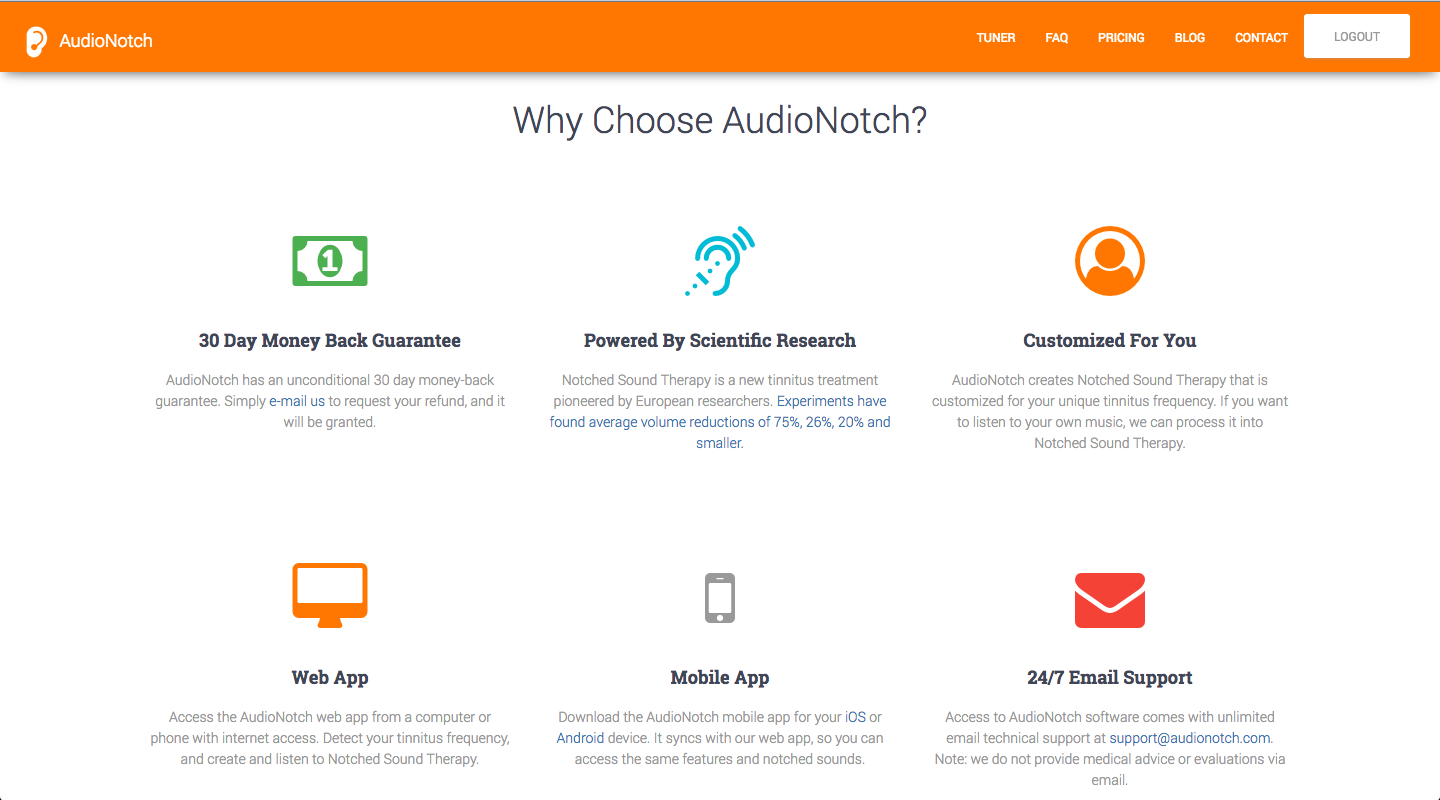 AudioNotch
TUNER
FAQ
PRICING
BLOG
CONTACT
LOGOUT
Why Choose AudioNotch?
1
30 Day Money Back Guarantee
AudioNotch has an unconditional 30 day money-back
guarantee. Simply e-mail us to request your refund, and it
will be granted.
Powered By Scientific Research
Notched Sound Therapy is a new tinnitus treatment
pioneered by European researchers. Experiments have
found average volume reductions of 75%, 26%, 20% and
smaller.
Customized For You
AudioNotch creates Notched Sound Therapy that is
customized for your unique tinnitus frequency. If you want
to listen to your own music, we can process it into
Notched Sound Therapy.
Web App
Access the AudioNotch web app from a computer or
phone with internet access. Detect your tinnitus frequency,
and create and listen to Notched Sound Therapy.
Mobile App
Download the AudioNotch mobile app for your iOS or
Android device. It syncs with our web app, so you can
access the same features and notched sounds.
24/7 Email Support
Access to AudioNotch software comes with unlimited
email technical support at support@audionotch.com.
Note: we do not provide medical advice or evaluations via
email.